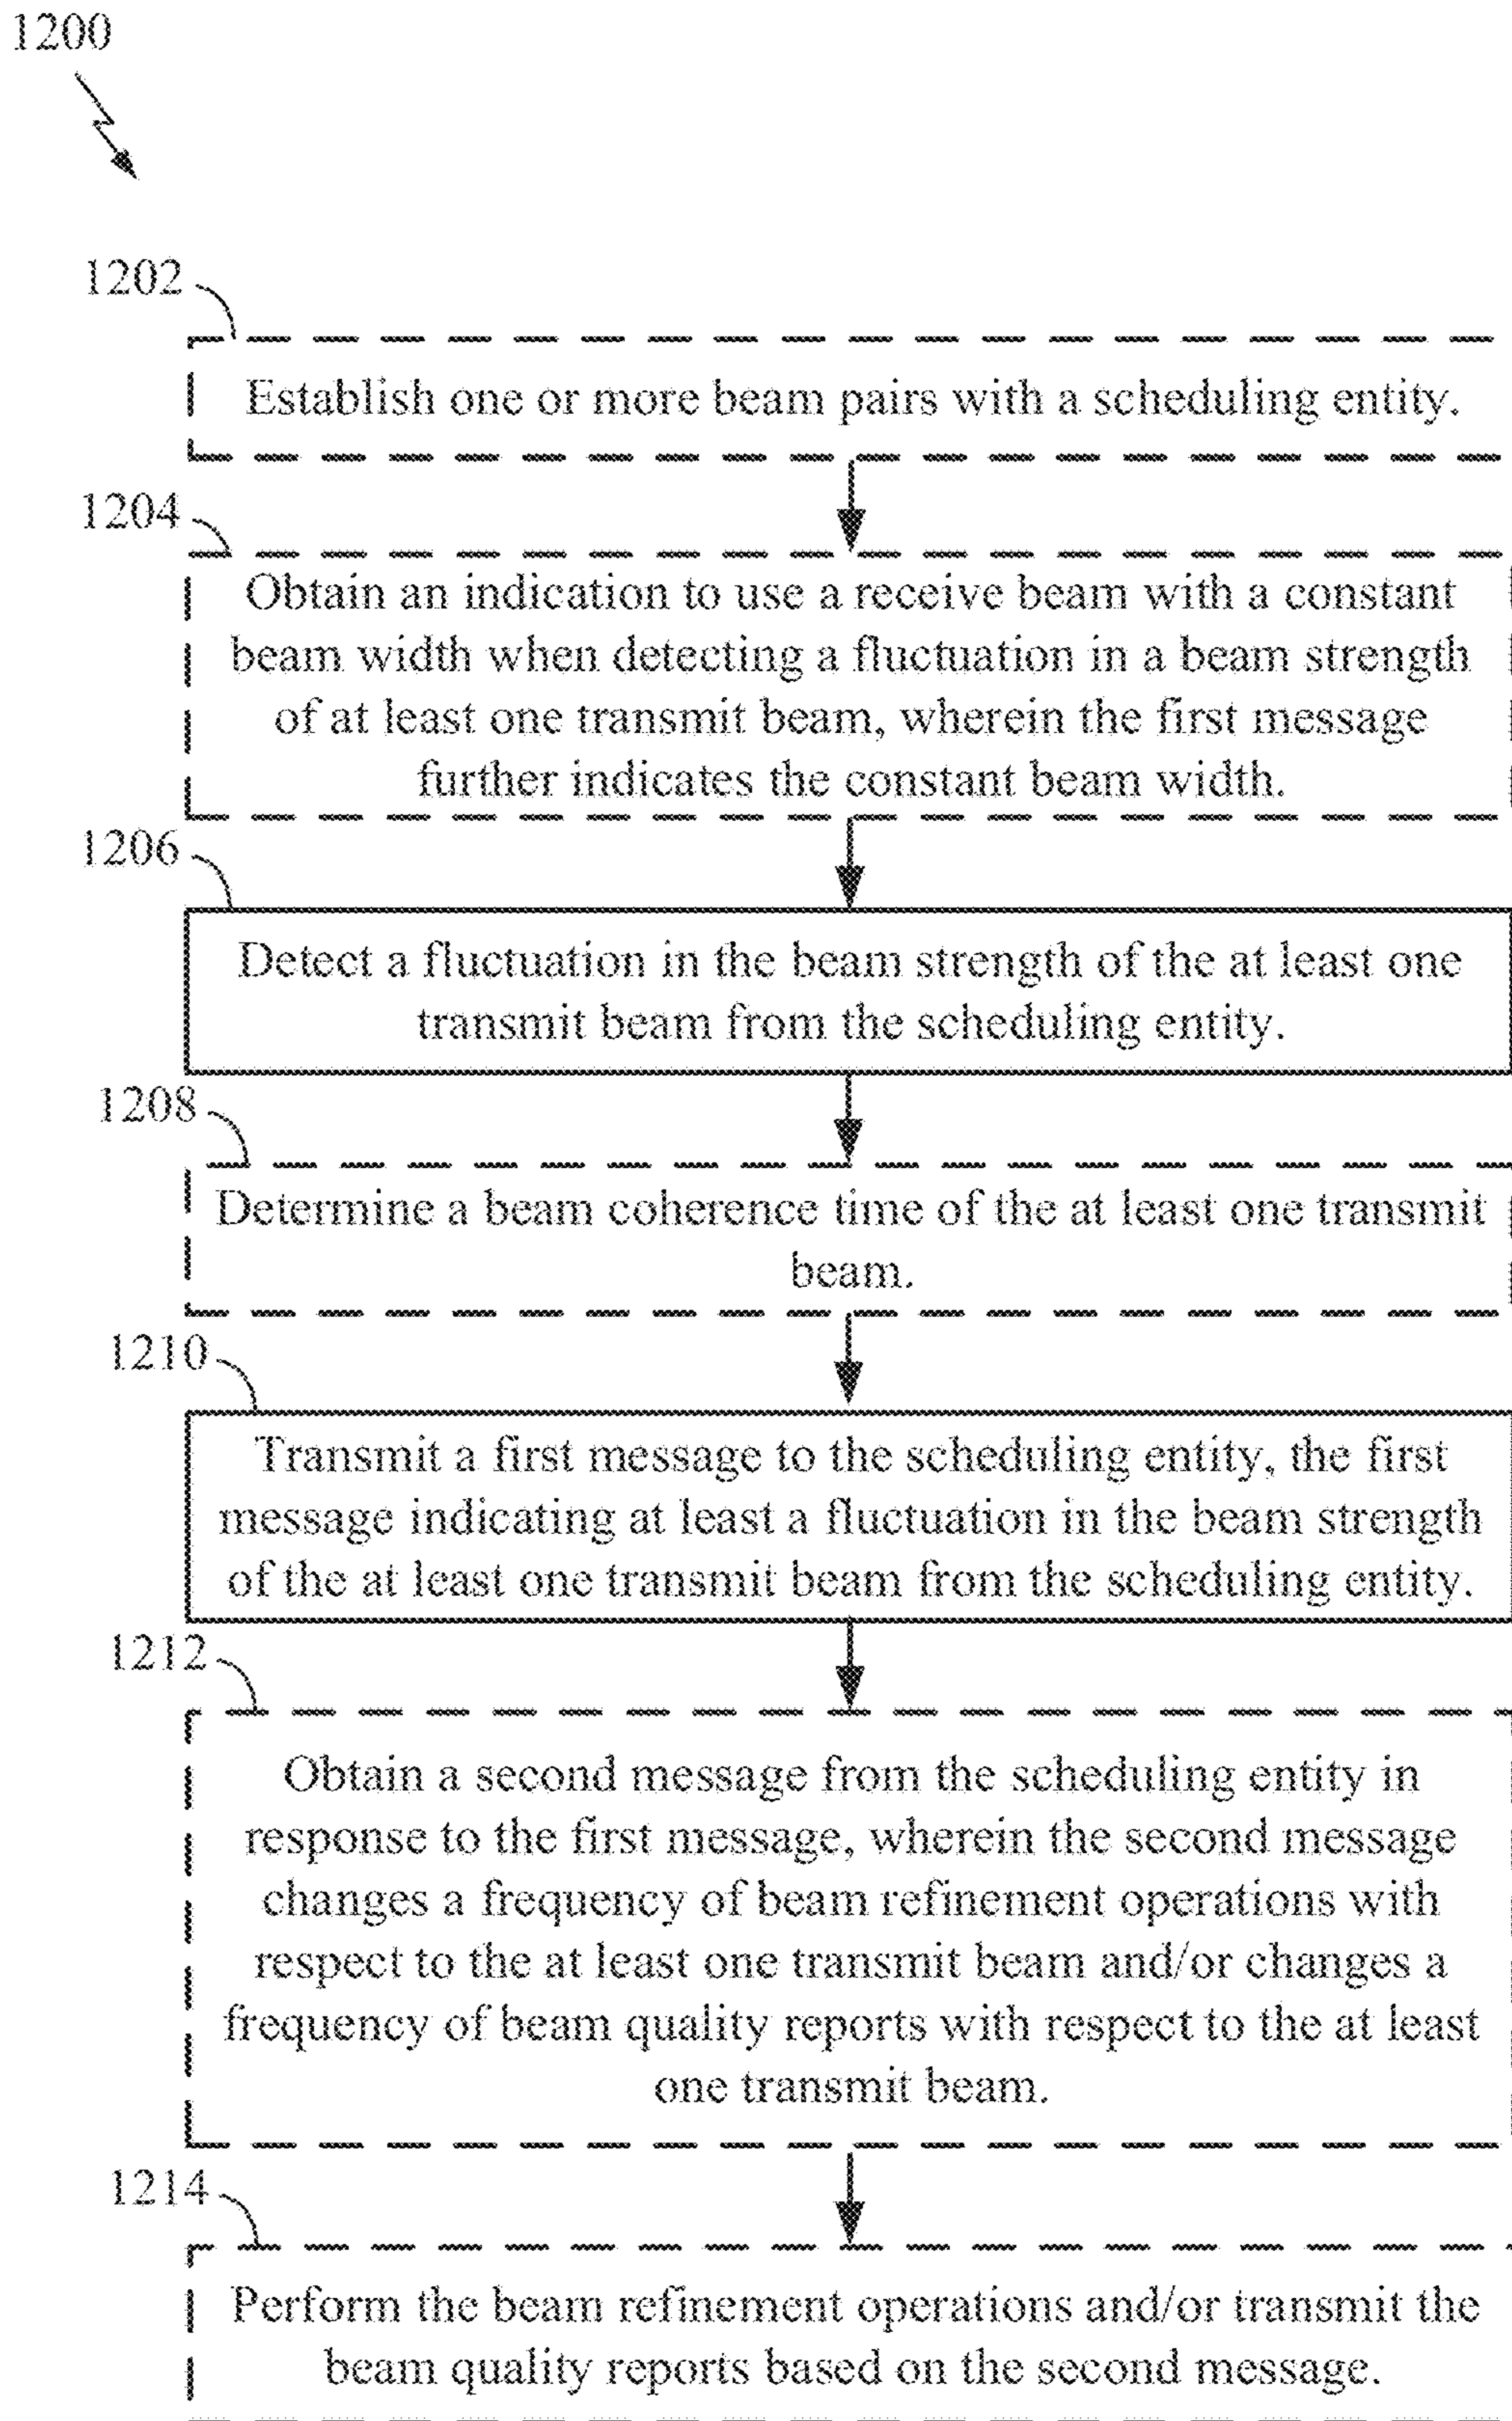 1200
1202
Establish one or more beam pairs with a scheduling entity.
1204
Obtain an indication to use a receive beam with a constant
beam width when detecting a fluctuation in a beam strength
of at least one transmit beam, wherein the first message
further indicates the constant beam width.
1206
Detect a fluctuation in the beam strength of the at least one
transmit beam from the scheduling entity.
1208
Determine a beam coherence time of the at least one transmit
beam.
1210
Transmit a first message to the scheduling entity, the first
message indicating at least a fluctuation in the beam strength
of the at least one transmit beam from the scheduling entity.
1212
Obtain a second message from the scheduling entity in
response to the first message, wherein the second message
changes a frequency of beam refinement operations with
respect to the at least one transmit beam and/or changes a
frequency of beam quality reports with respect to the at least
one transmit beam.
1214
Perform the beam refinement operations and/or transmit the
beam quality reports based on the second message.